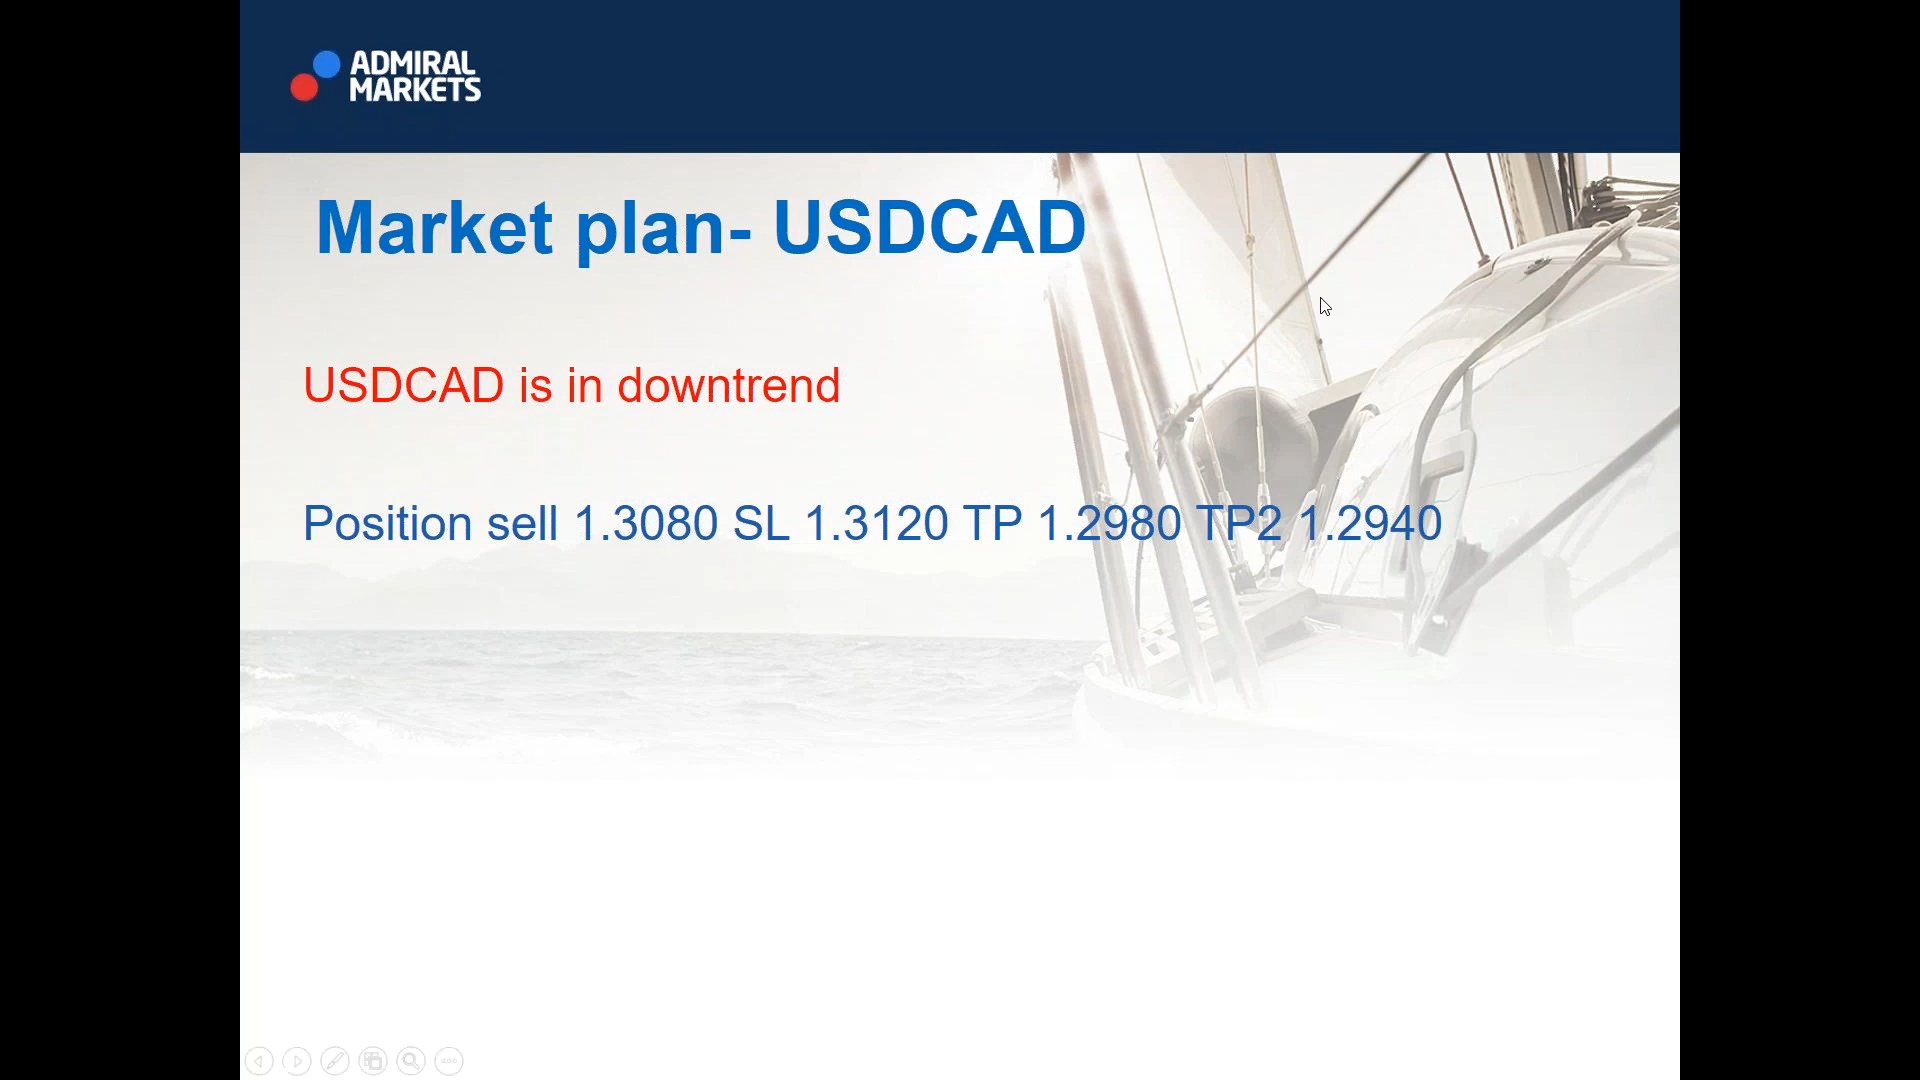 ADMIRAL
MARKETS
Market plan- USDCAD
USDCAD is in downtrend
Position sell 1.3080 SL 1.3120 TP 1.2980 TP2 1.2940